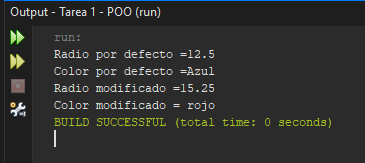 Output - Tarea 1 - POO (run)
run:
Radio por defecto =12.5
Color por defecto =Azul
Radio modificado =15.25
Color modificado = rojo
BUILD SUCCESSFUL (total time: 0 seconds)